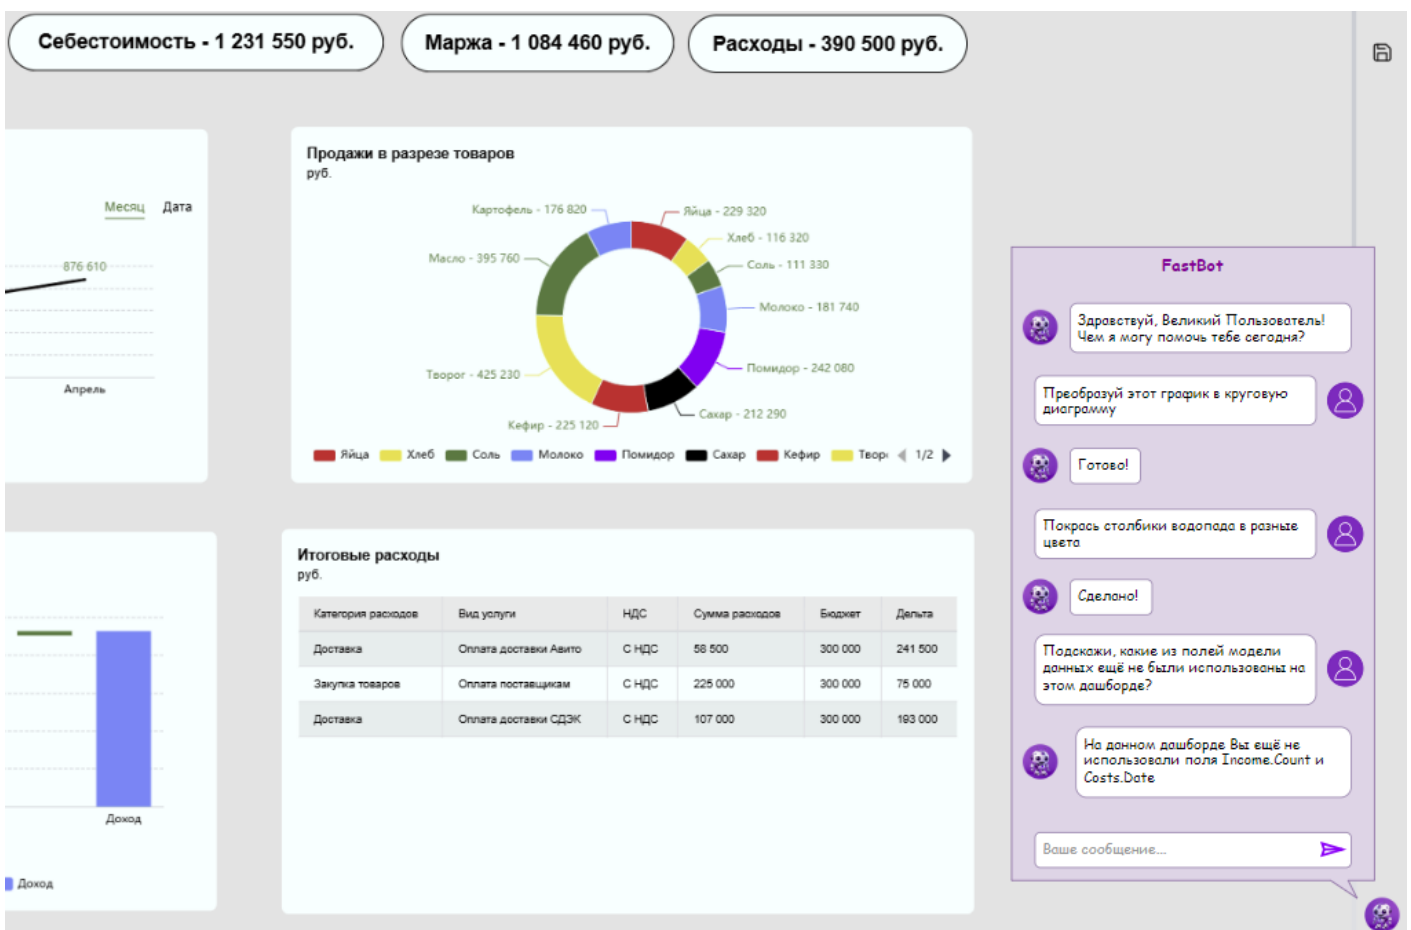 Себестоимость - 1 231 550 руб.
Маржа - 1 084 460 руб.
Расходы - 390 500 руб.
Месяц Дата
876 610
Апрель
Продажи в разрезе товаров
руб.
Картофель - 176 820
Яйца - 229 320
Хлеб - 116 320
Масло - 395 760
Соль - 111 330
Молоко - 181 740
Помидор - 242 080
Творог - 425 230
Сахар - 212 290
Кефир - 225 120
Яйца Хлеб Соль Молоко Помидор Сахар Кефир Твор 1/2
Доход
Доход
Итоговые расходы
руб.
Категория расходов Вид услуги НДС Сумма расходов Бюджет Дельта
Доставка Оплата доставки Авито С НДС 58 500 300 000 241 500
Закупка товаров Оплата поставщикам С НДС 225 000 300 000 75 000
Доставка Оплата доставки СДЭК С НДС 107 000 300 000 193 000
FastBot
Здравствуй, Великий Пользователь!
Чем я могу помочь тебе сегодня?
Преобразуй этот график в круговую
диаграмму
Готово!
Покрась столбики водопада в разные
цвета
Сделано!
Подскажи, какие из полей модели
данных ещё не были использованы на
этом дашборде?
На данном дашборде Вы ещё не
использовали поля Income.Count и
Costs.Date
Ваше сообщение...